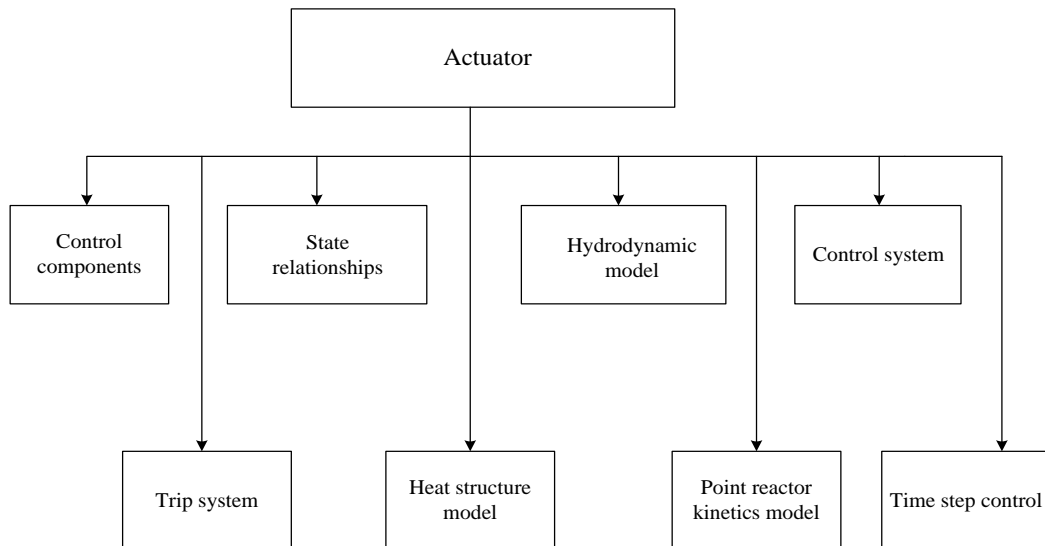 Actuator
Control
components
State
relationships
Hydrodynamic
model
Control system
Trip system
Heat structure
model
Point reactor
kinetics model
Time step control